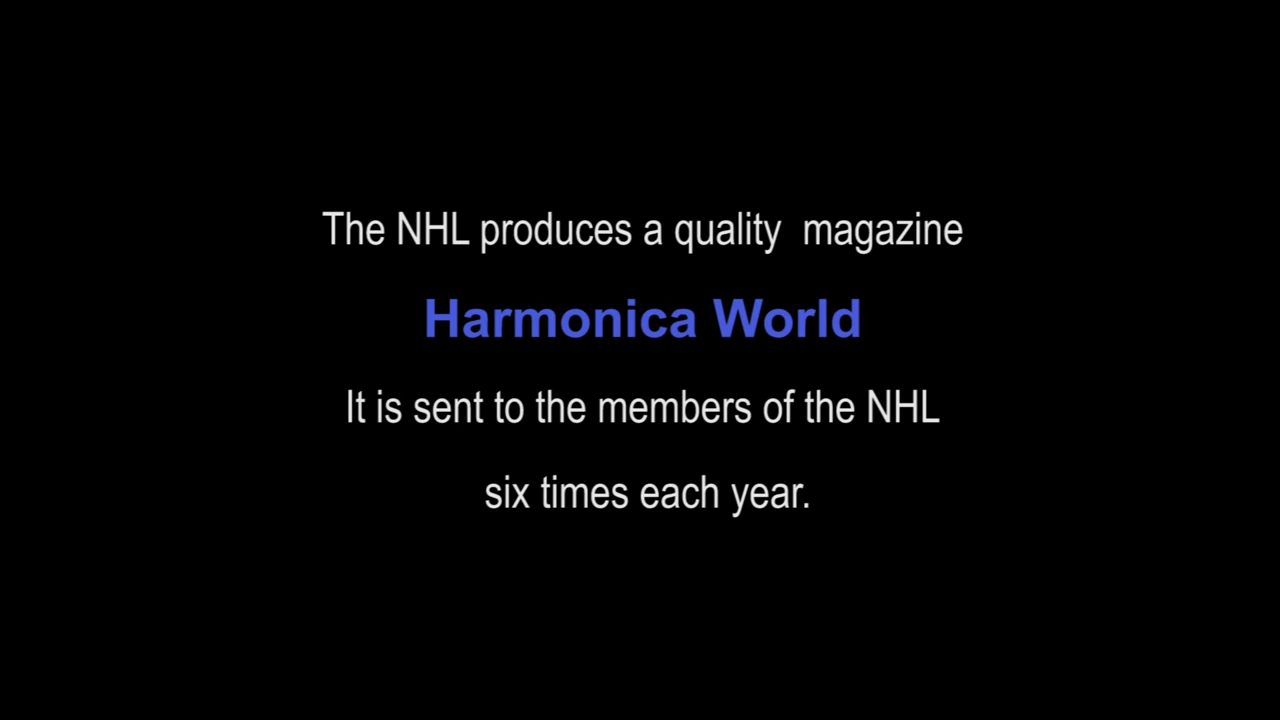 The NHL produces a quality  magazine
Harmonica World
It is sent to the members of the NHL
six times each year.